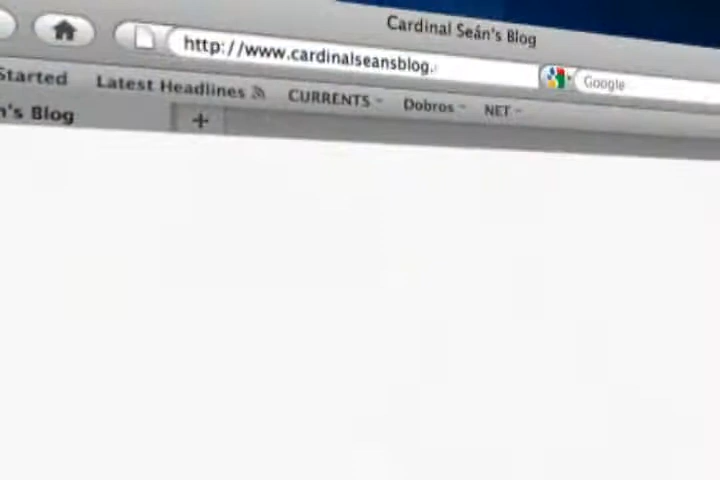 Cardinal Seán's Blog
http://www.cardinalseansblog.
Google
Started
Latest Headlines
CURRENTS
Dobros
NET
n's Blog
+